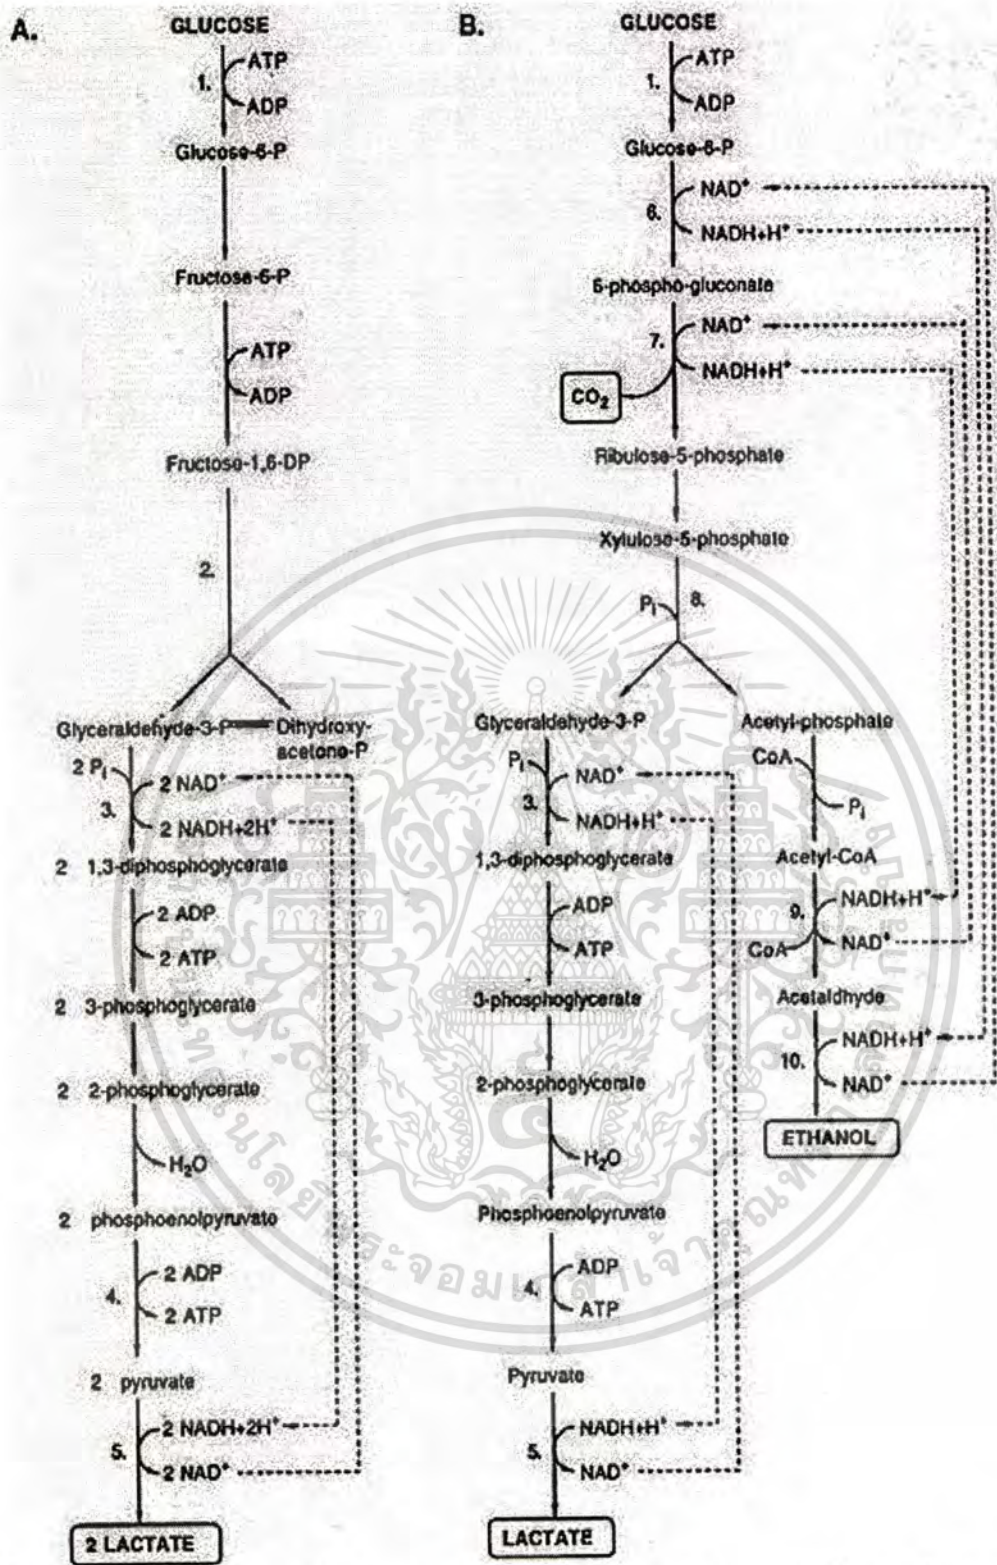 A.
GLUCOSE
1.
ATP
ADP
Glucose-6-P
Fructose-6-P
ATP
ADP
Fructose-1,6-DP
2.
Glyceraldehyde-3-P
Dihydroxy-
acetone-P
2 Pi
2 NAD+
3.
2 NADH+2H+
2 1,3-diphosphoglycerate
2 ADP
2 ATP
2 3-phosphoglycerate
2 2-phosphoglycerate
H2O
2 phosphoenolpyruvate
2 ADP
4.
2 ATP
2 pyruvate
2 NADH+2H+
5.
2 NAD+
2 LACTATE
B.
GLUCOSE
1.
ATP
ADP
Glucose-6-P
NAD+
6.
NADH+H+
6-phospho-gluconate
NAD+
7.
NADH+H+
CO2
Ribulose-5-phosphate
Xylulose-5-phosphate
Pi
8.
Glyceraldehyde-3-P
Pi
NAD+
3.
NADH+H+
1,3-diphosphoglycerate
ADP
ATP
3-phosphoglycerate
2-phosphoglycerate
H2O
Phosphoenolpyruvate
ADP
4.
ATP
Pyruvate
NADH+H+
5.
NAD+
LACTATE
Acetyl-phosphate
CoA
Pi
Acetyl-CoA
9.
NADH+H+
CoA
NAD+
Acetaldhyde
NADH+H+
10.
NAD+
ETHANOL